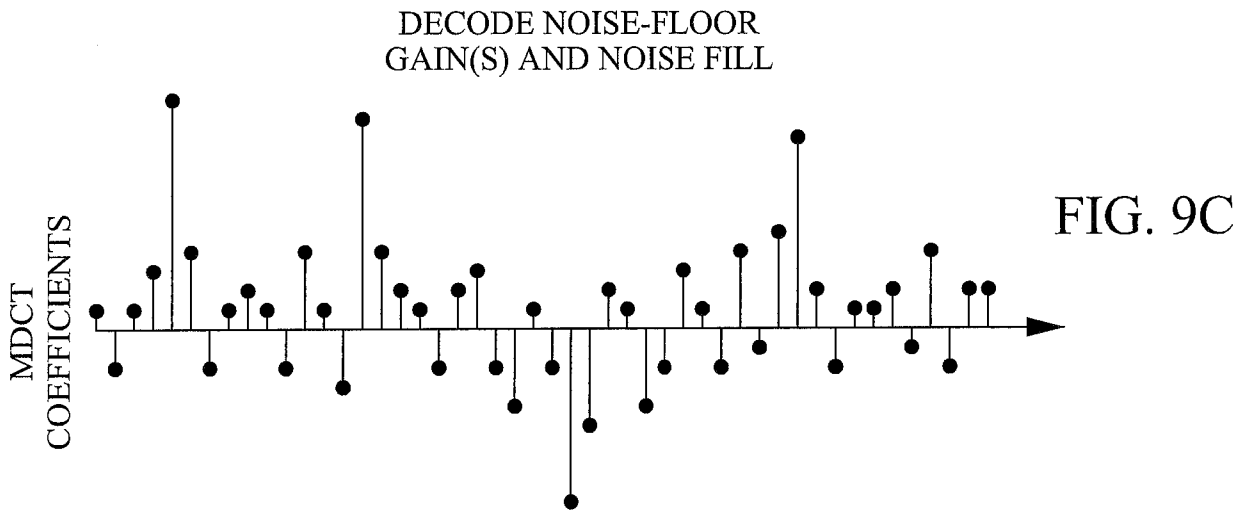 DECODE NOISE-FLOOR
GAIN(S) AND NOISE FILL
MDCT
COEFFICIENTS
FIG. 9C